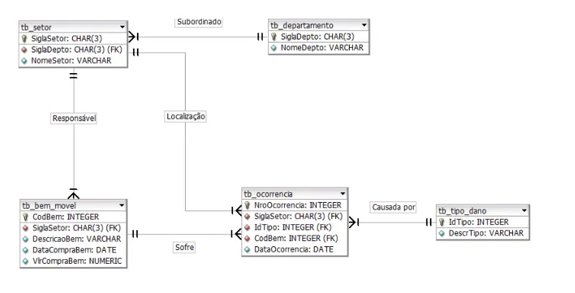 tb_setor
SiglaSetor: CHAR(3)
SiglaDepto: CHAR(3) (FK)
NomeSetor: VARCHAR
Subordinado
tb_departamento
SiglaDepto: CHAR(3)
NomeDepto: VARCHAR
Responsável
Localização
tb_bem_movel
CodBem: INTEGER
SiglaSetor: CHAR(3) (FK)
DescricaoBem: VARCHAR
DataCompraBem: DATE
VlrCompraBem: NUMERIC
Sofre
tb_ocorrencia
NroOcorrencia: INTEGER
SiglaSetor: CHAR(3) (FK)
IdTipo: INTEGER (FK)
CodBem: INTEGER (FK)
DataOcorrencia: DATE
Causada por
tb_tipo_dano
IdTipo: INTEGER
DescrTipo: VARCHAR